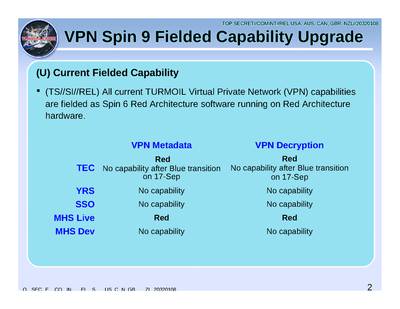 TOP SECRET//COMINT//REL USA, AUS, CAN, GBR, NZL//20320108
VPN Spin 9 Fielded Capability Upgrade
(U) Current Fielded Capability
▪ (TS//SI//REL) All current TURMOIL Virtual Private Network (VPN) capabilities
are fielded as Spin 6 Red Architecture software running on Red Architecture
hardware.
VPN Metadata VPN Decryption
TEC Red No capability after Blue transition on 17-Sep Red No capability after Blue transition on 17-Sep
YRS No capability No capability
SSO No capability No capability
MHS Live Red Red
MHS Dev No capability No capability
20320108
2